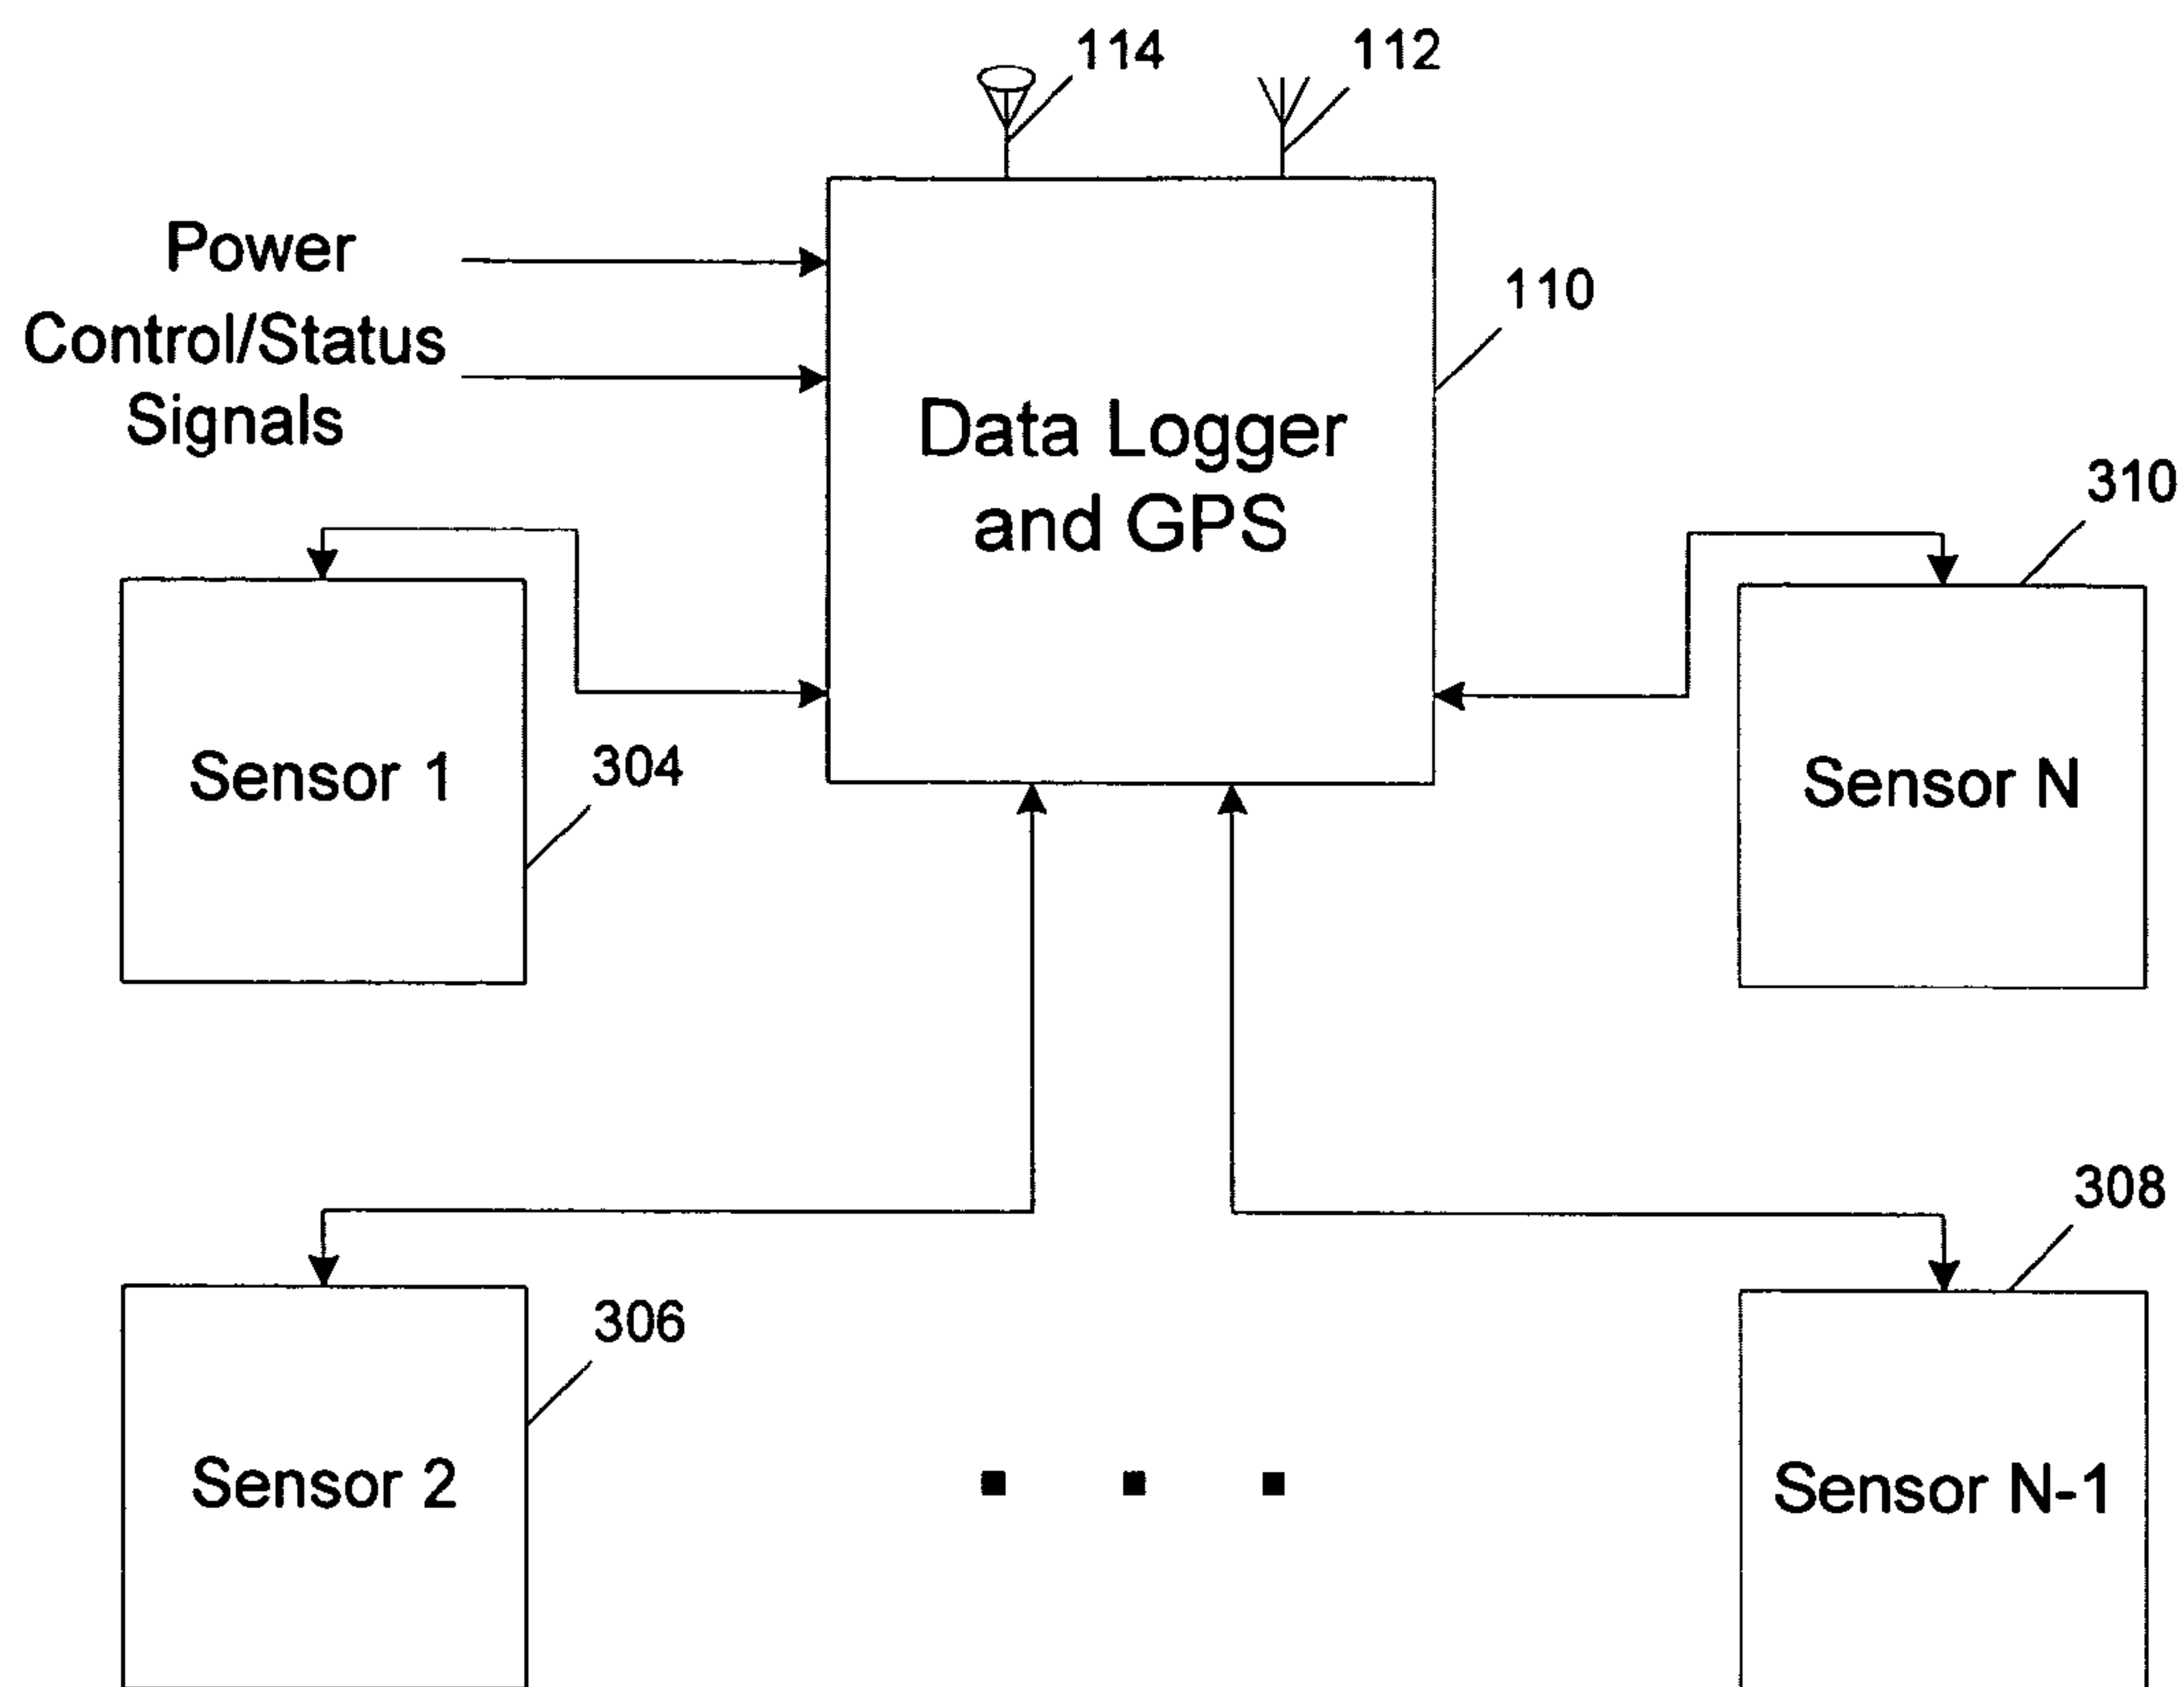 114
112
Power
Control/Status
Signals
110
Data Logger
and GPS
310
Sensor 1
304
Sensor N
308
306
Sensor 2
Sensor N-1